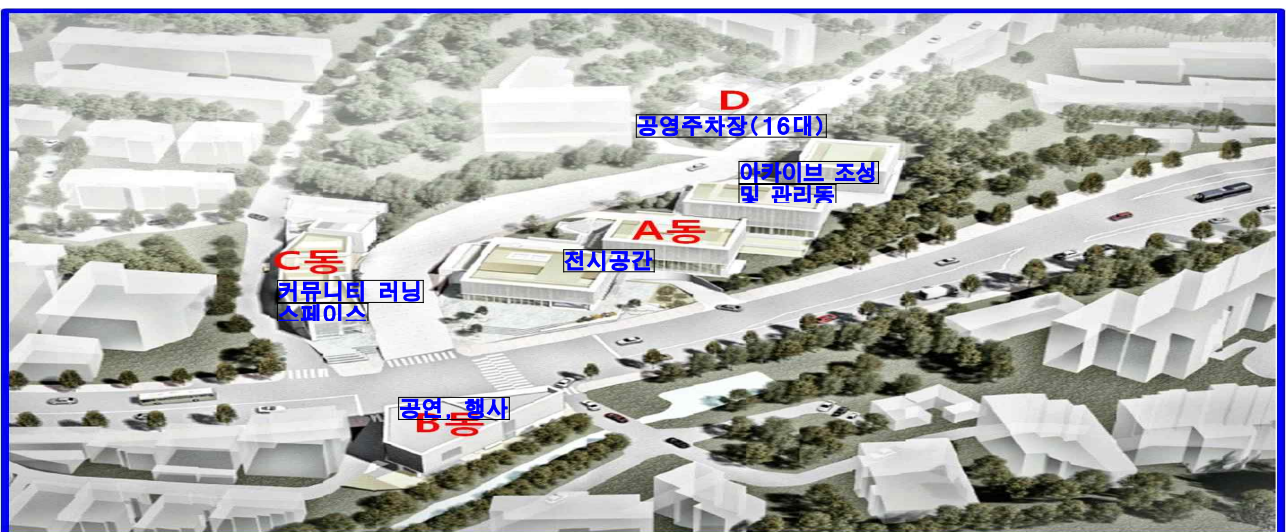 D
공영주차장(16대)
아카이브 조성
및 관리동
A동
전시공간
C동
커뮤니티 러닝
스페이스
공연, 행사
B동